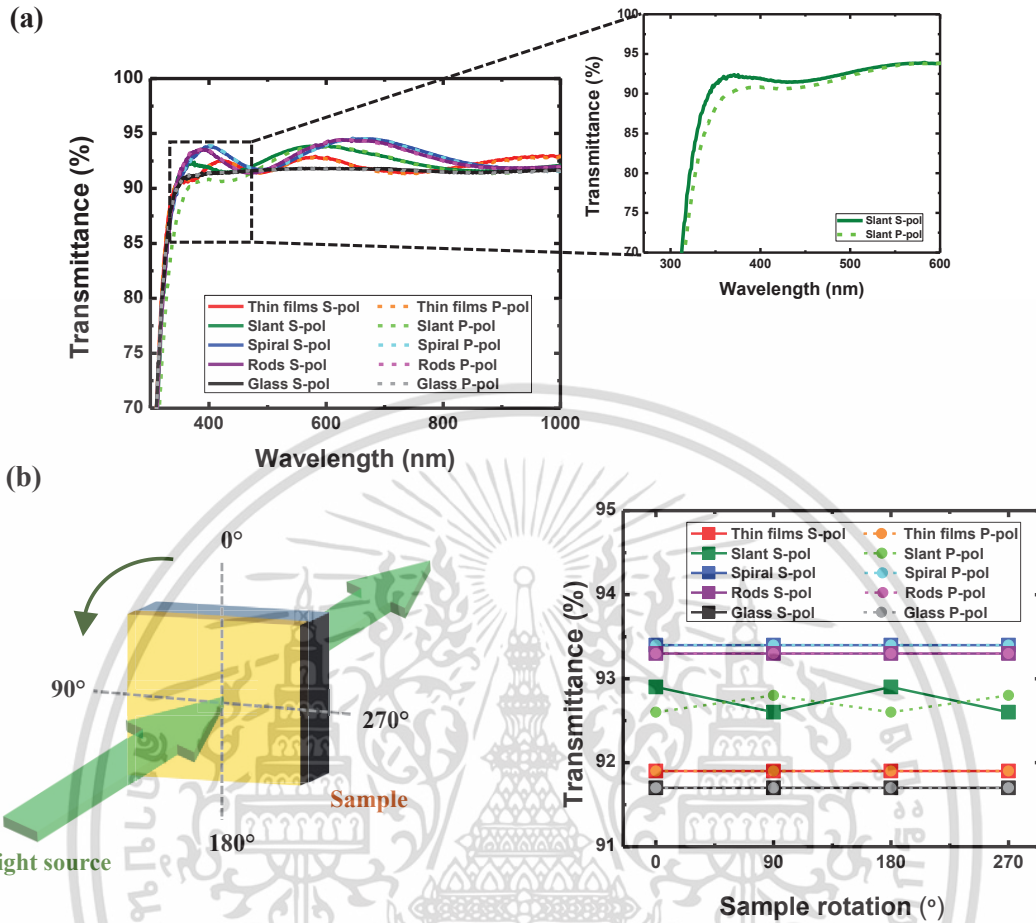 (a)
Transmittance (%)
100
95
90
85
80
75
70
400
600
800
1000
Wavelength (nm)
Thin films S-pol
Slant S-pol
Spiral S-pol
Rods S-pol
Glass S-pol
Thin films P-pol
Slant P-pol
Spiral P-pol
Rods P-pol
Glass P-pol
Transmittance (%)
100
95
90
85
80
75
70
300
400
500
600
Wavelength (nm)
Slant S-pol
Slant P-pol
(b)
0°
90°
270°
180°
Sample
ight source
Transmittance (%)
95
94
93
92
91
0
90
180
270
Sample rotation (°)
Thin films S-pol
Slant S-pol
Spiral S-pol
Rods S-pol
Glass S-pol
Thin films P-pol
Slant P-pol
Spiral P-pol
Rods P-pol
Glass P-pol